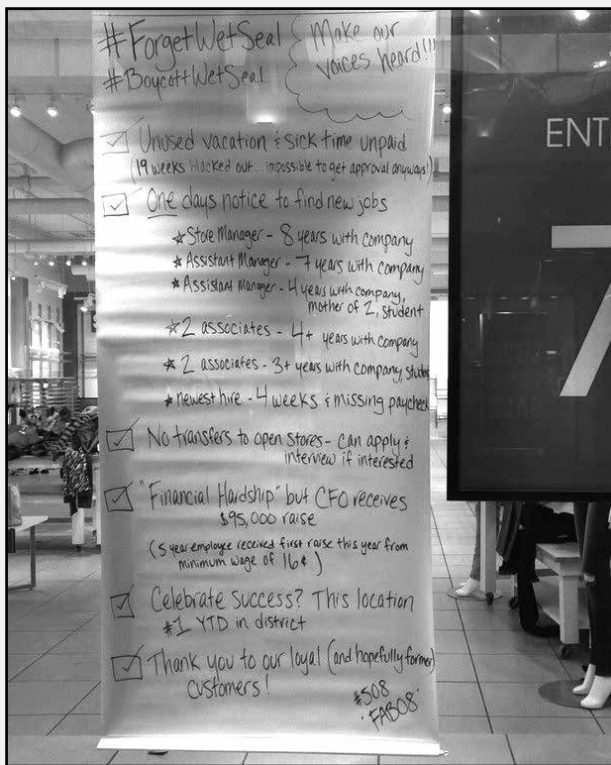 #ForgetWetSeal
#BoycottWetSeal
Make our
voices heard!!!
Unused vacation & sick time unpaid
(19 weeks blacked out... impossible to get approval anyways!)
One days notice to find new jobs
Store Manager - 8 years with company
Assistant Manager - 7 years with company
Assistant Manager - 4 years with company,
mother of 2, student
2 associates - 4+ years with company
2 associates - 3+ years with company,
newest hire - 4 weeks & missing paycheck
No transfers to open stores - can apply &
interview if interested
"Financial Hardship" but CFO receives
$95,000 raise
(5 year employee received first raise this year from
minimum wage of 16¢)
Celebrate success? This location
#1 YTD in district
Thank you to our loyal (and hopefully former)
customers!
#508
FAB08
ENT
7